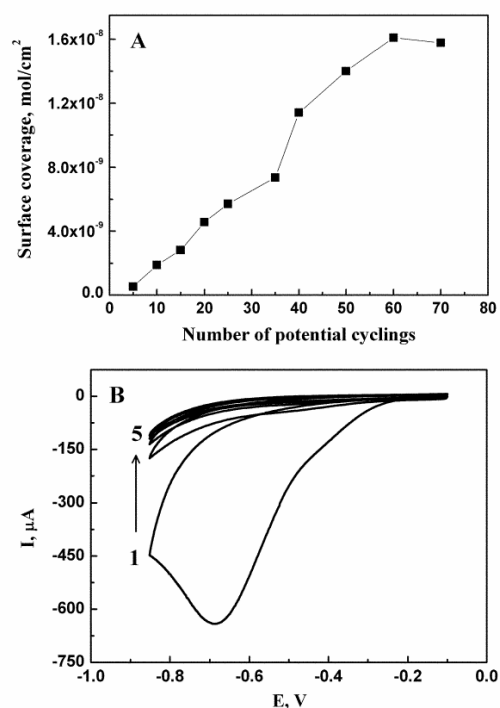 A
Surface coverage, mol/cm²
1.6x10⁻⁸
1.2x10⁻⁸
8.0x10⁻⁹
4.0x10⁻⁹
0.0
0 10 20 30 40 50 60 70 80
Number of potential cyclings
B
I, μA
0
-150
-300
-450
-600
-750
5
1
-1.0 -0.8 -0.6 -0.4 -0.2 0.0
E, V